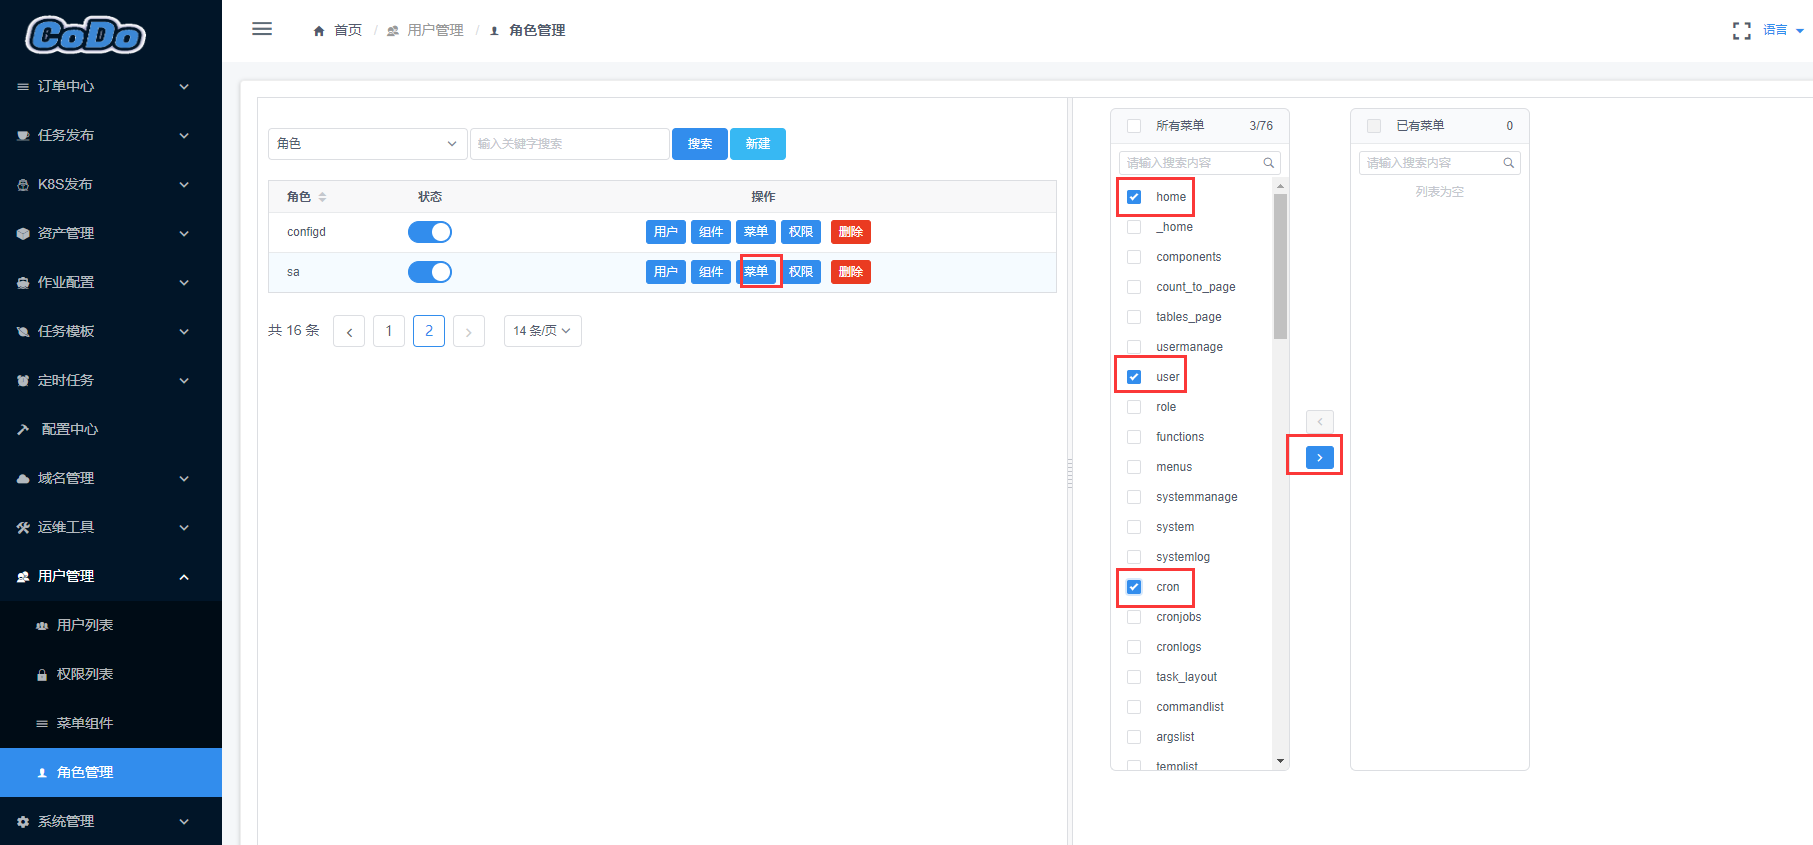 CoDo
订单中心
任务发布
K8S发布
资产管理
作业配置
任务模板
定时任务
配置中心
域名管理
运维工具
用户管理
用户列表
权限列表
菜单组件
角色管理
系统管理
首页 / 用户管理 / 角色管理
语言
角色 输入关键字搜索 搜索 新建
角色 状态 操作
configd 用户 组件 菜单 权限 删除
sa 用户 组件 菜单 权限 删除
共 16 条 1 2 14 条/页
所有菜单 3/76
请输入搜索内容
home
_home
components
count_to_page
tables_page
usermanage
user
role
functions
menus
systemmanage
system
systemlog
cron
cronjobs
cronlogs
task_layout
commandlist
argslist
templist
已有菜单 0
请输入搜索内容
列表为空